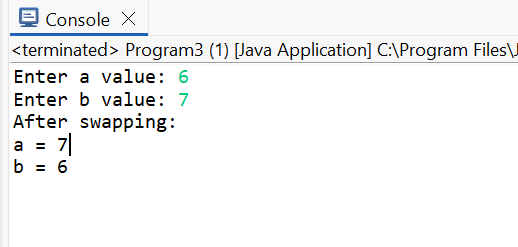 Console
<terminated> Program3 (1) [Java Application] C:\Program Files\J
Enter a value: 6
Enter b value: 7
After swapping:
a = 7
b = 6